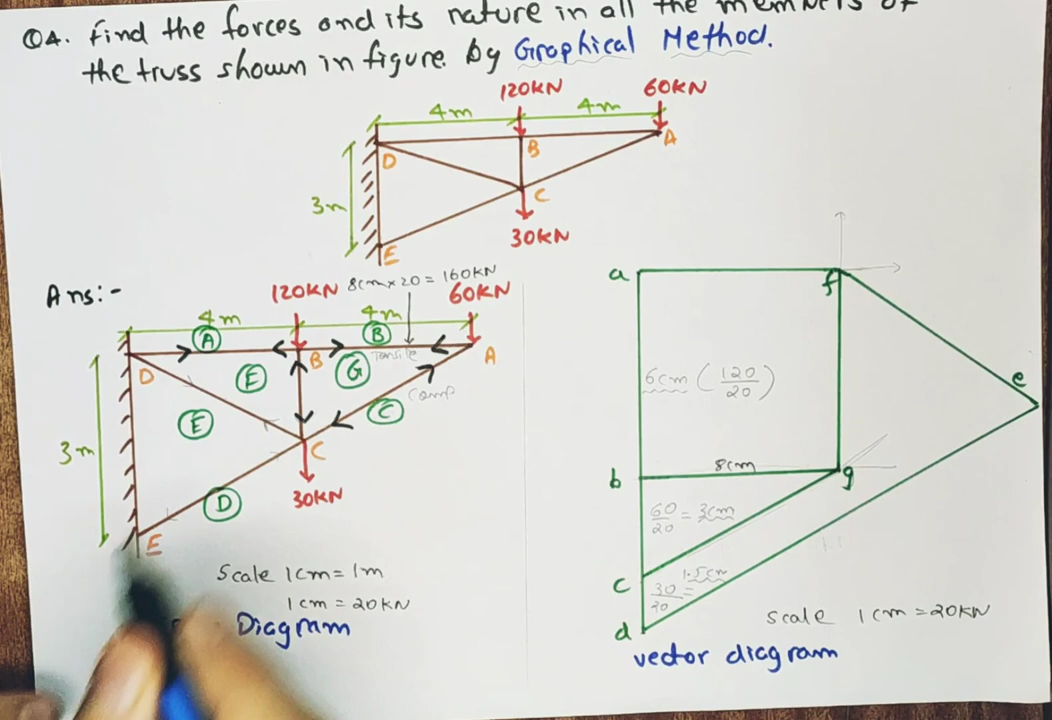 Q4. Find the forces and its nature in all the members of
the truss shown in figure by Graphical Method.
120KN 60KN
4m 4m
D B A
3m
C
30KN
E
Ans:-
8cm×20 = 160KN
120KN 60KN
4m 4m
A B
D B Tensile A
E G
Comp
E C
C
3m
30KN
D
E
Scale 1cm = 1m
1cm = 20KN
Diagram
a f
6cm (120/20)
e
8cm
b g
60/20 = 3cm
c
30/20 = 1.5cm
d
scale 1cm = 20KN
vector diagram